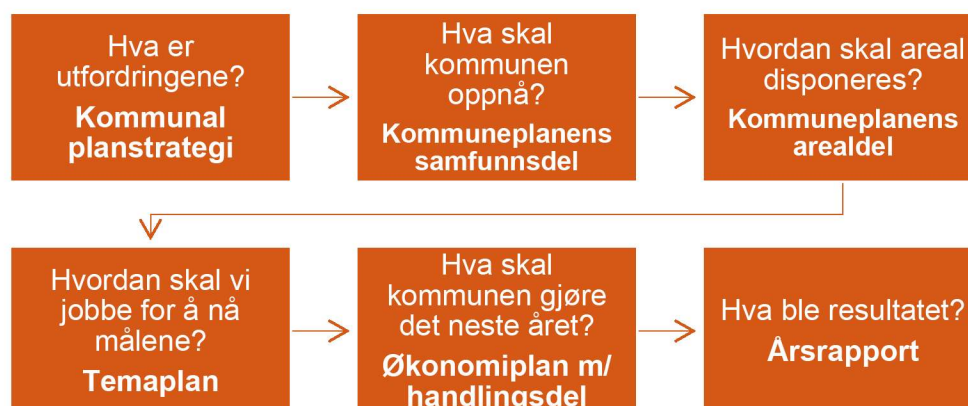 Hva er
utfordringene?
Kommunal
planstrategi
Hva skal
kommunen
oppnå?
Kommuneplanens
samfunnsdel
Hvordan skal areal
disponeres?
Kommuneplanens
arealdel
Hvordan skal vi
jobbe for å nå
målene?
Temaplan
Hva skal
kommunen gjøre
det neste året?
Økonomiplan m/
handlingsdel
Hva ble resultatet?
Årsrapport